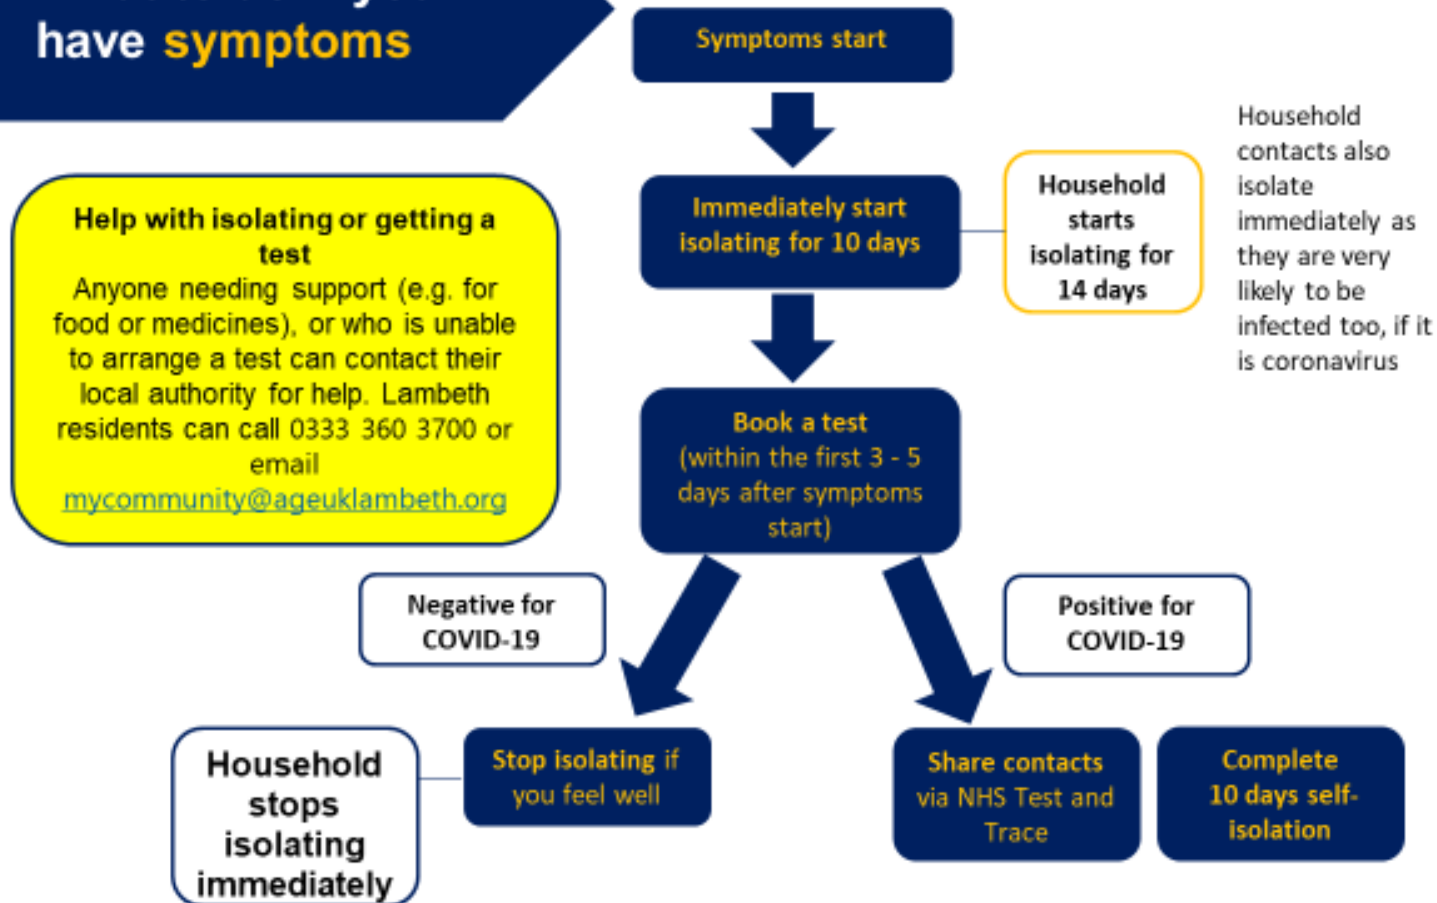 have symptoms
Symptoms start
Immediately start
isolating for 10 days
Household
starts
isolating for
14 days
Household
contacts also
isolate
immediately as
they are very
likely to be
infected too, if it
is coronavirus
Help with isolating or getting a
test
Anyone needing support (e.g. for
food or medicines), or who is unable
to arrange a test can contact their
local authority for help. Lambeth
residents can call 0333 360 3700 or
email
mycommunity@ageuklambeth.org
Book a test
(within the first 3 - 5
days after symptoms
start)
Negative for
COVID-19
Positive for
COVID-19
Household
stops
isolating
immediately
Stop isolating if
you feel well
Share contacts
via NHS Test and
Trace
Complete
10 days self-
isolation